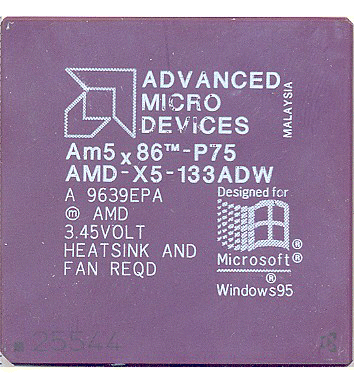 ADVANCED
MICRO
DEVICES
MALAYSIA
Am5x86™-P75
AMD-X5-133ADW
A 9639EPA
ⓜ AMD
3.45VOLT
HEATSINK AND
FAN REQD
Designed for
Microsoft®
®
Windows95
25544